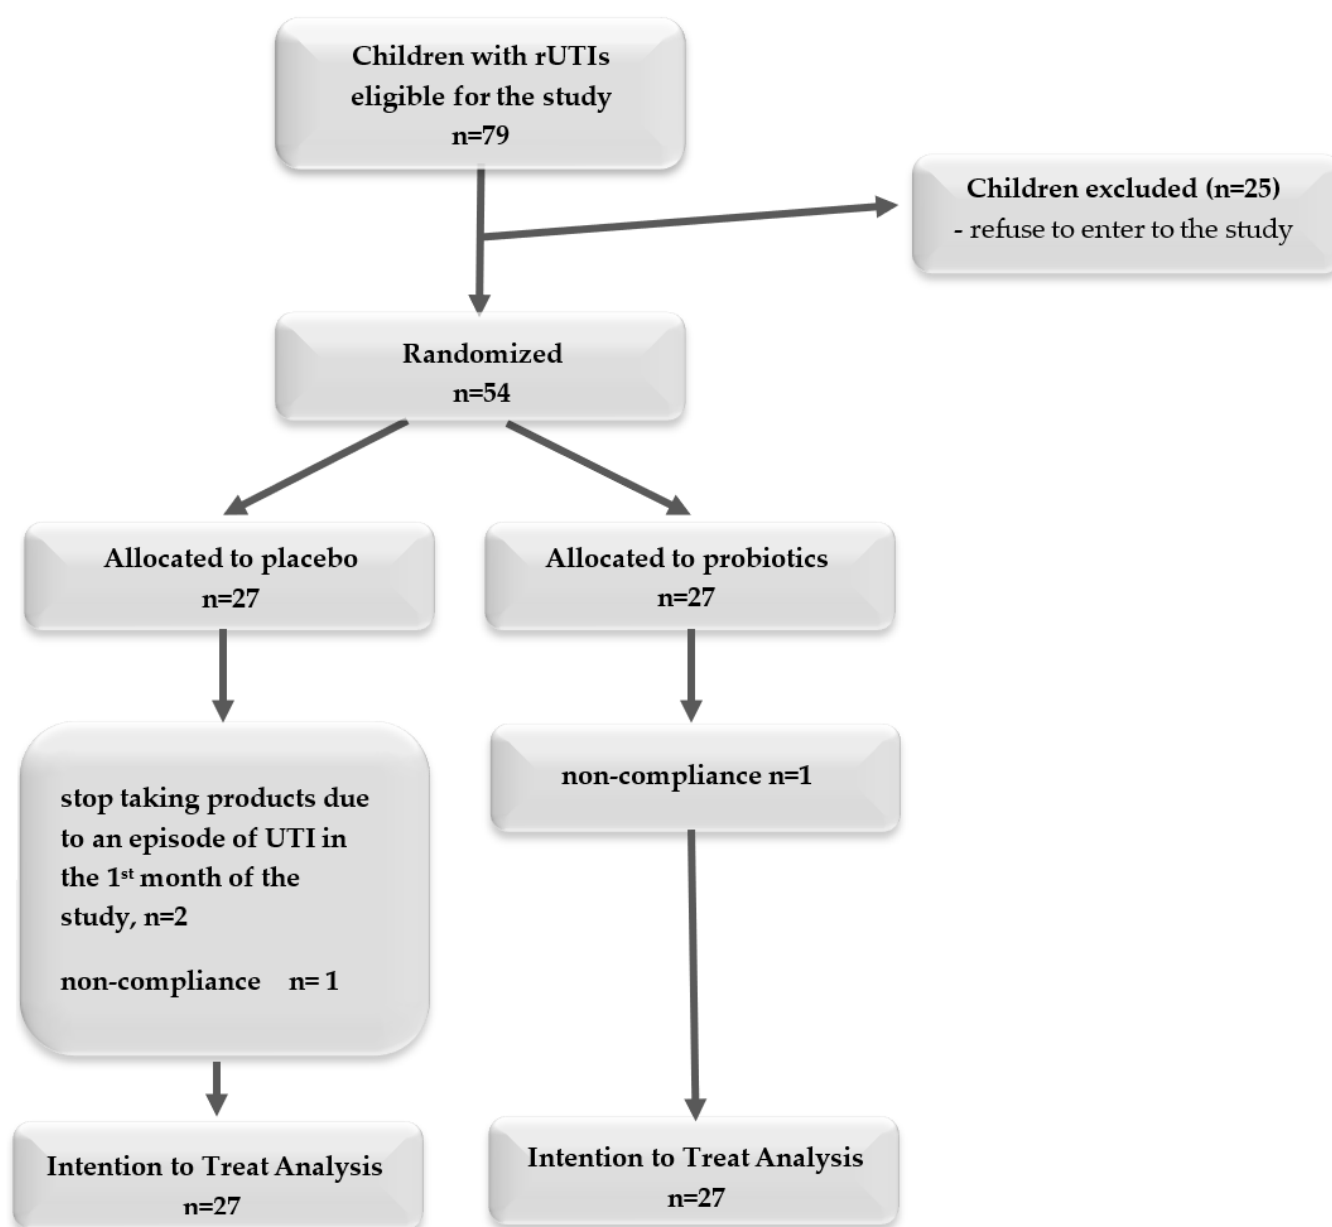 Children with rUTIs
eligible for the study
n=79
Children excluded (n=25)
- refuse to enter to the study
Randomized
n=54
Allocated to placebo
n=27
Allocated to probiotics
n=27
stop taking products due
to an episode of UTI in
the 1st month of the
study, n=2
non-compliance n= 1
non-compliance n=1
Intention to Treat Analysis
n=27
Intention to Treat Analysis
n=27